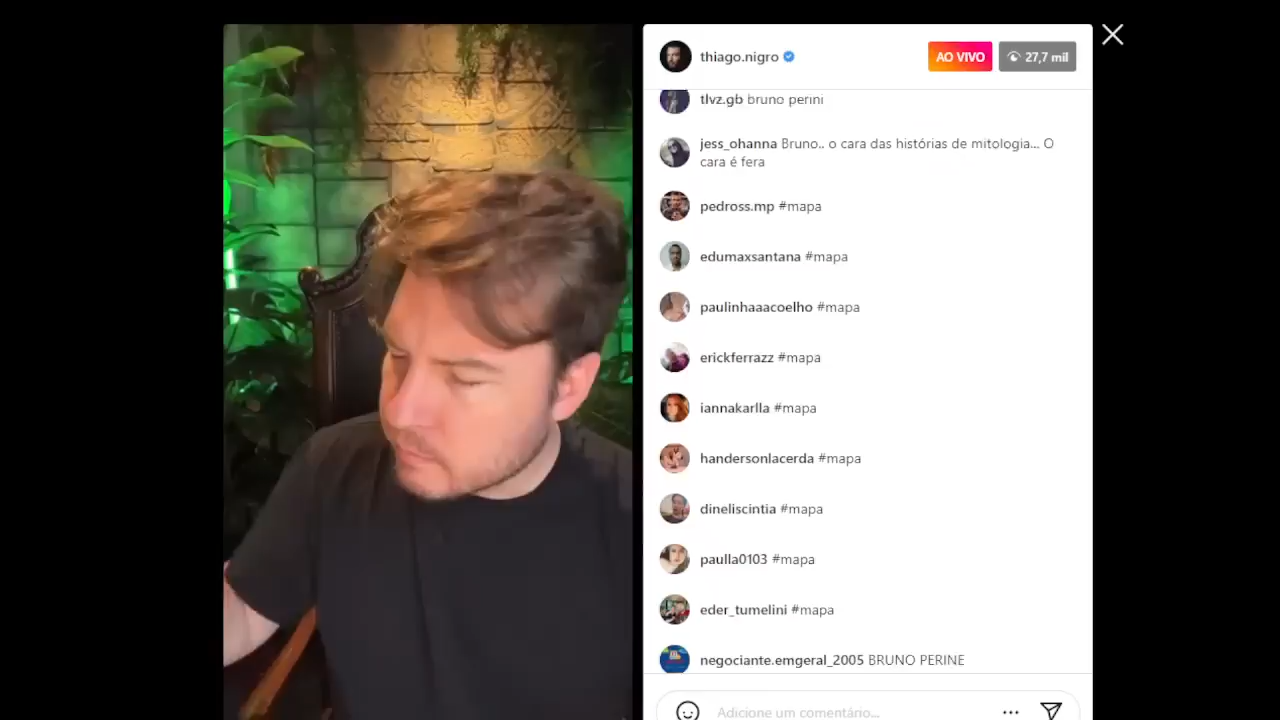 thiago.nigro
AO VIVO
27,7 mil
tlvz.gb bruno perini
jess_ohanna Bruno.. o cara das histórias de mitologia... O
cara é fera
pedross.mp #mapa
edumaxsantana #mapa
paulinhaaacoelho #mapa
erickferrazz #mapa
iannakarlla #mapa
handersonlacerda #mapa
dineliscintia #mapa
paulla0103 #mapa
eder_tumelini #mapa
negociante.emgeral_2005 BRUNO PERINE
Adicione um comentário...